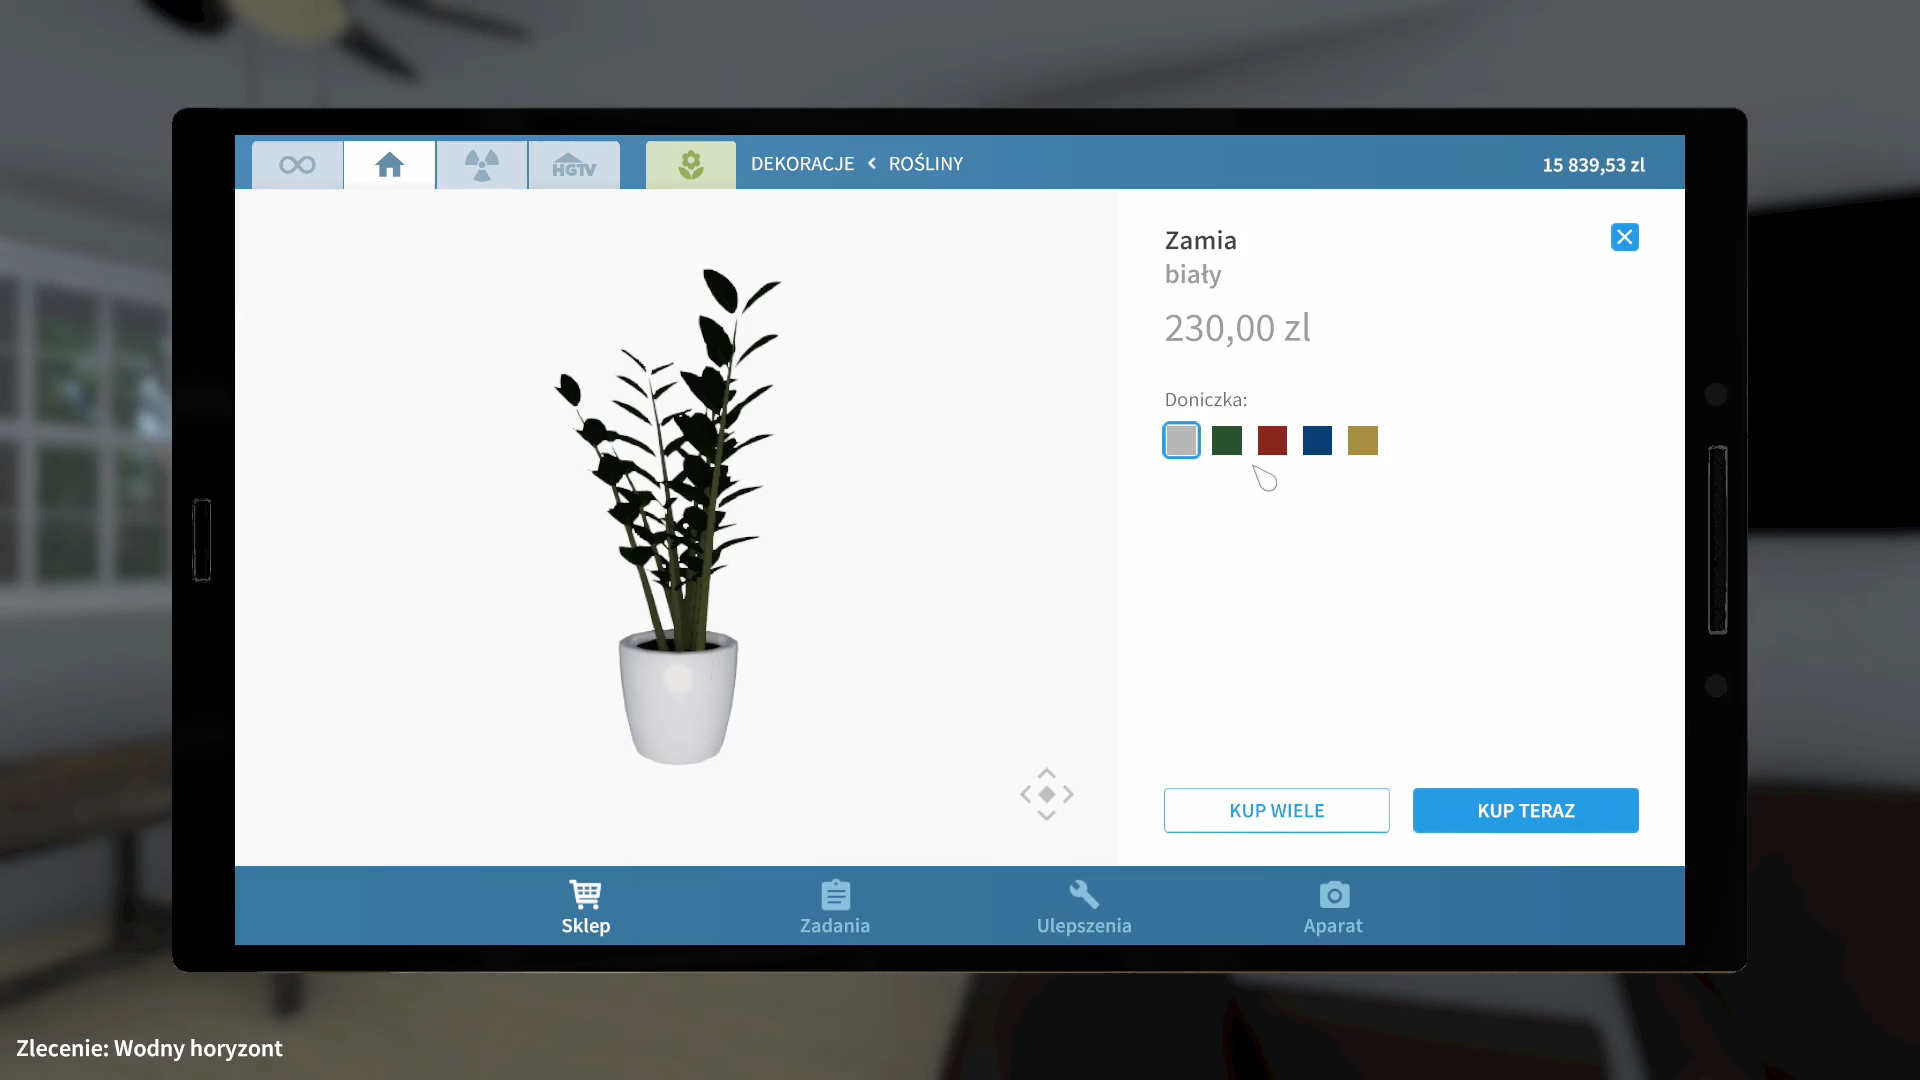 HGTV
DEKORACJE < ROŚLINY
15 839,53 zl
Zamia
biały
230,00 zl
Doniczka:
KUP WIELE
KUP TERAZ
Sklep
Zadania
Ulepszenia
Aparat
Zlecenie: Wodny horyzont